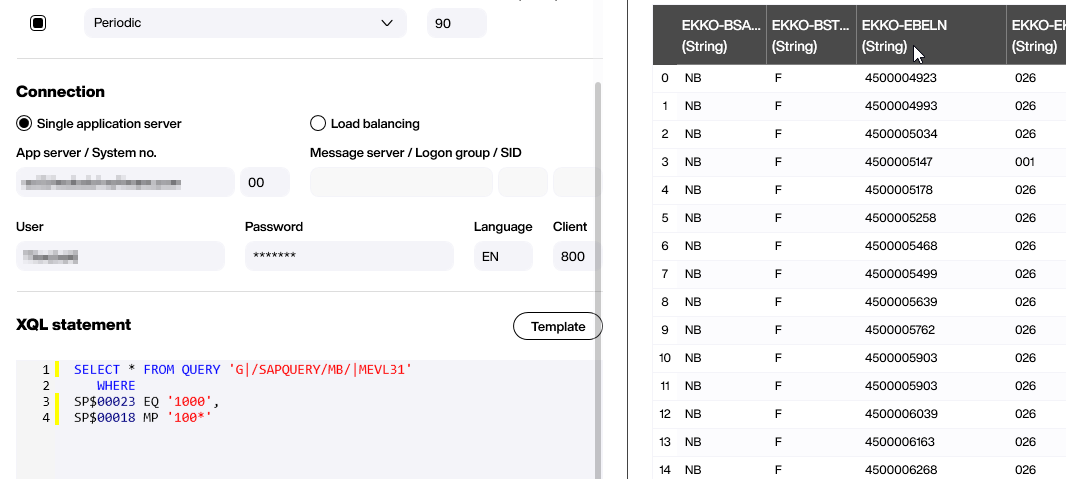 Periodic
90
Connection
Single application server
Load balancing
App server / System no.
Message server / Logon group / SID
00
User
Password
Language
Client
*******
EN
800
XQL statement
Template
1 SELECT * FROM QUERY 'G|/SAPQUERY/MB/|MEVL31'
2 WHERE
3 SP$00023 EQ '1000',
4 SP$00018 MP '100*'
EKKO-BSA... EKKO-BST... EKKO-EBELN EKKO-EK
(String) (String) (String) (String)
0 NB F 4500004923 026
1 NB F 4500004993 026
2 NB F 4500005034 026
3 NB F 4500005147 001
4 NB F 4500005178 026
5 NB F 4500005258 026
6 NB F 4500005468 026
7 NB F 4500005499 026
8 NB F 4500005639 026
9 NB F 4500005762 026
10 NB F 4500005903 026
11 NB F 4500005903 026
12 NB F 4500006039 026
13 NB F 4500006163 026
14 NB F 4500006268 026